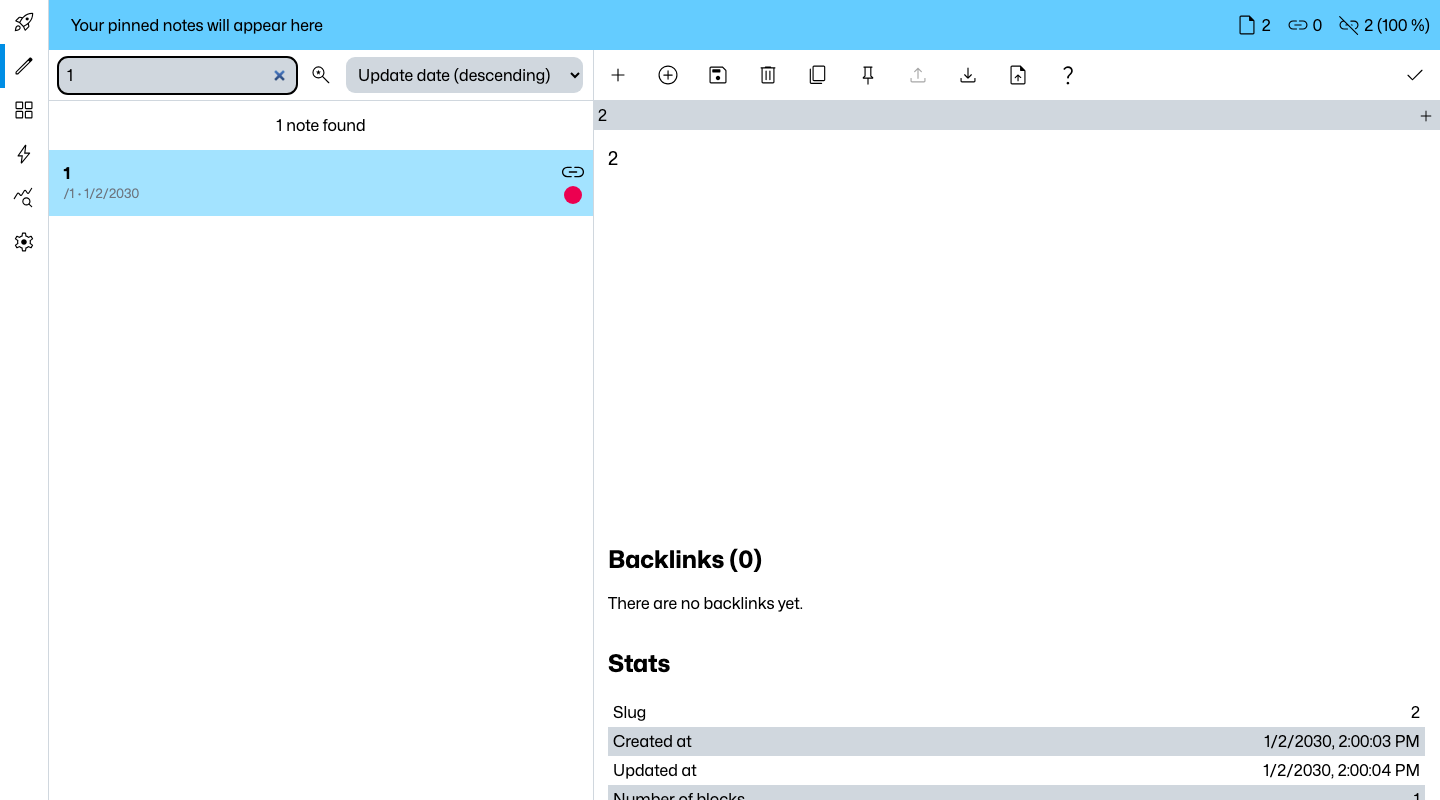 Your pinned notes will appear here
2
0
2 (100 %)
1
Update date (descending)
1 note found
1
/1 · 1/2/2030
2
2
Backlinks (0)
There are no backlinks yet.
Stats
Slug 2
Created at 1/2/2030, 2:00:03 PM
Updated at 1/2/2030, 2:00:04 PM
Number of blocks 1